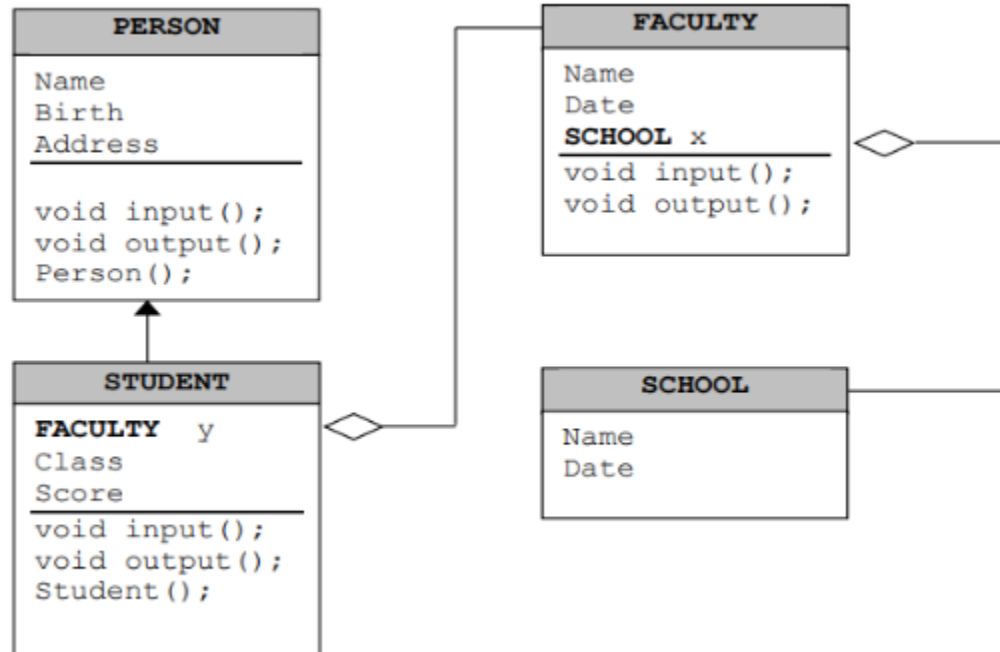 PERSON
Name
Birth
Address
void input();
void output();
Person();
STUDENT
FACULTY y
Class
Score
void input();
void output();
Student();
FACULTY
Name
Date
SCHOOL x
void input();
void output();
SCHOOL
Name
Date